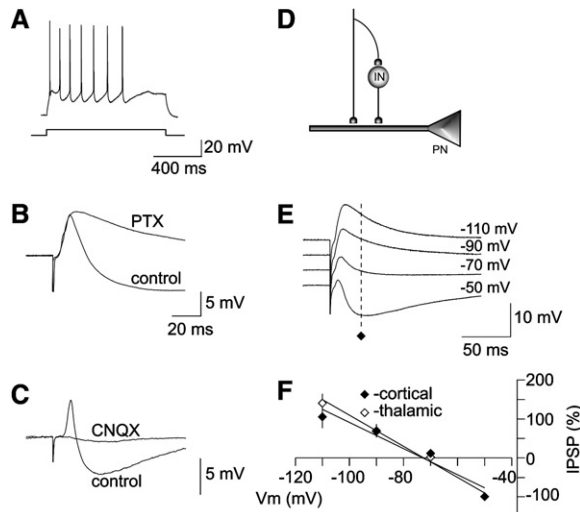 A
20 mV
400 ms
B
PTX
control
5 mV
20 ms
C
CNQX
control
5 mV
D
IN
PN
E
-110 mV
-90 mV
-70 mV
-50 mV
10 mV
50 ms
F
-cortical
-thalamic
200
100
0
-100
IPSP (%)
-120 -100 -80 -60 -40
Vm (mV)